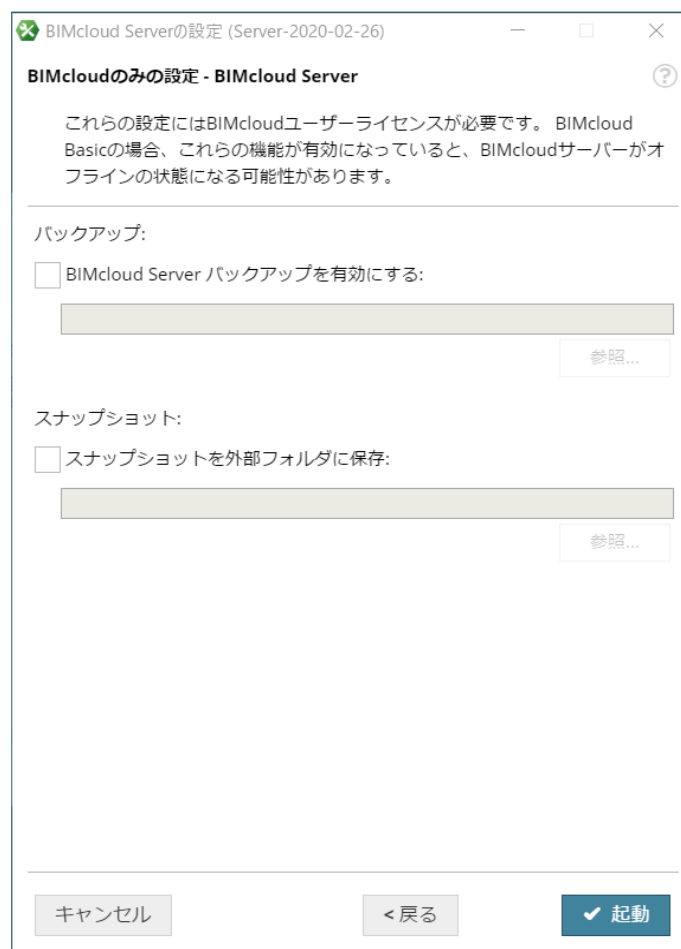 BIMcloud Serverの設定 (Server-2020-02-26)
BIMcloudのみの設定 - BIMcloud Server
?
これらの設定にはBIMcloudユーザーライセンスが必要です。 BIMcloud
Basicの場合、これらの機能が有効になっていると、BIMcloudサーバーがオ
フラインの状態になる可能性があります。
バックアップ:
BIMcloud Server バックアップを有効にする:
参照...
スナップショット:
スナップショットを外部フォルダに保存:
参照...
キャンセル
<戻る
起動